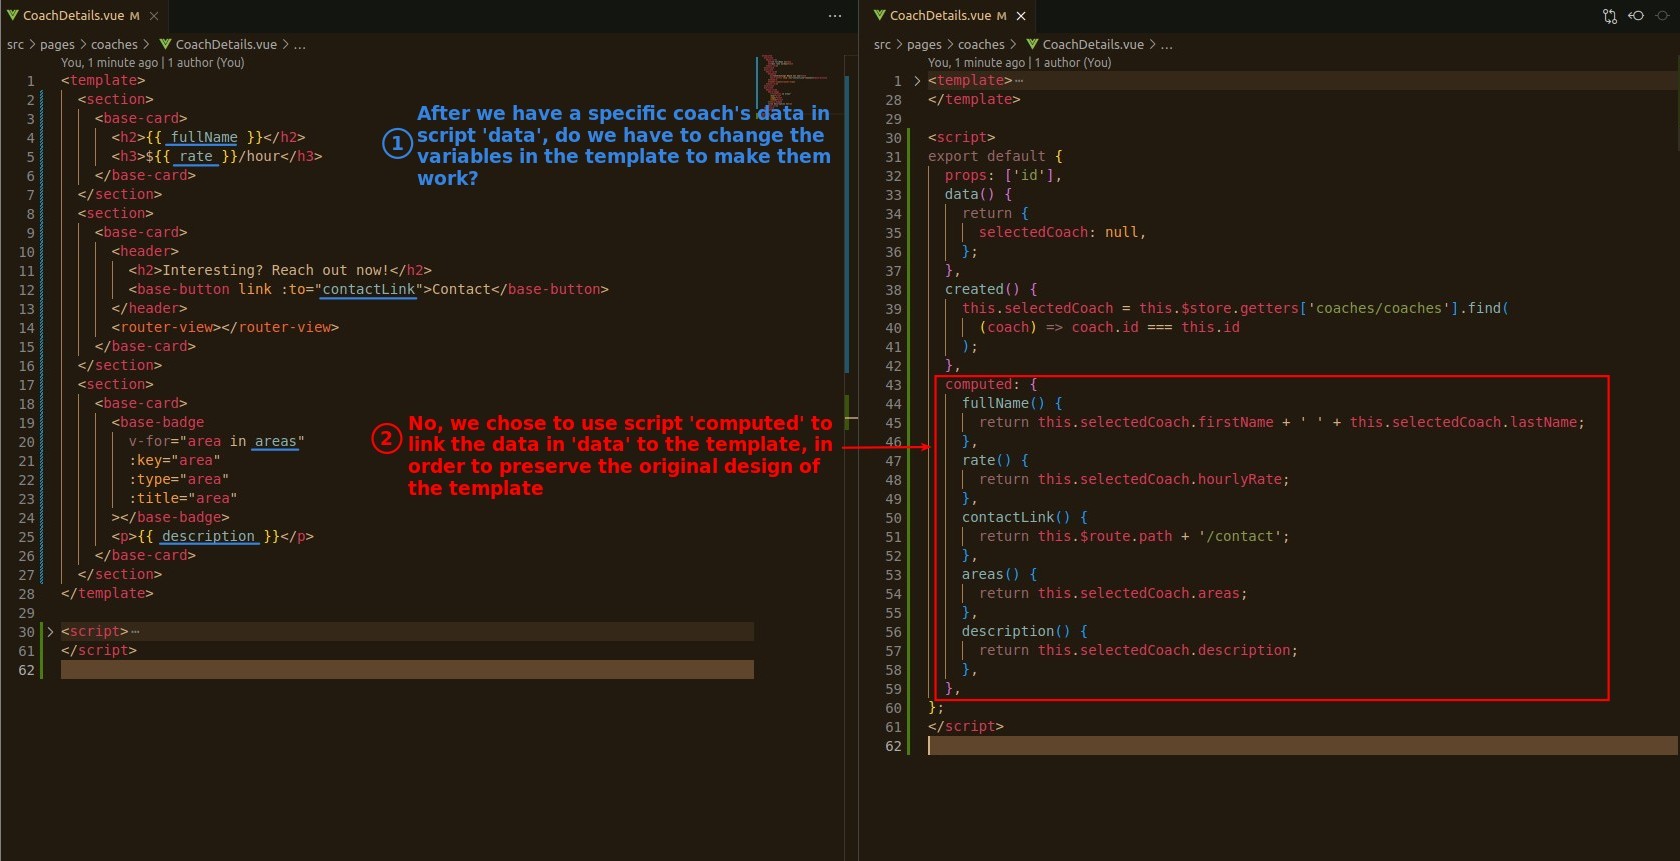 CoachDetails.vue M ×
src > pages > coaches > CoachDetails.vue > ...
You, 1 minute ago | 1 author (You)
1 <template>
2 <section>
3 <base-card>
4 <h2>{{ fullName }}</h2>
5 <h3>${{ rate }}/hour</h3>
6 </base-card>
7 </section>
8 <section>
9 <base-card>
10 <header>
11 <h2>Interesting? Reach out now!</h2>
12 <base-button link :to="contactLink">Contact</base-button>
13 </header>
14 <router-view></router-view>
15 </base-card>
16 </section>
17 <section>
18 <base-card>
19 <base-badge
20 v-for="area in areas"
21 :key="area"
22 :type="area"
23 :title="area"
24 ></base-badge>
25 <p>{{ description }}</p>
26 </base-card>
27 </section>
28 </template>
29
30 > <script>...
61 </script>
62
1
After we have a specific coach's data in
script 'data', do we have to change the
variables in the template to make them
work?
2
No, we chose to use script 'computed' to
link the data in 'data' to the template, in
order to preserve the original design of
the template
CoachDetails.vue M ×
src > pages > coaches > CoachDetails.vue > ...
You, 1 minute ago | 1 author (You)
1 > <template>...
28 </template>
29
30 <script>
31 export default {
32 props: ['id'],
33 data() {
34 return {
35 selectedCoach: null,
36 };
37 },
38 created() {
39 this.selectedCoach = this.$store.getters['coaches/coaches'].find(
40 (coach) => coach.id === this.id
41 );
42 },
43 computed: {
44 fullName() {
45 return this.selectedCoach.firstName + ' ' + this.selectedCoach.lastName;
46 },
47 rate() {
48 return this.selectedCoach.hourlyRate;
49 },
50 contactLink() {
51 return this.$route.path + '/contact';
52 },
53 areas() {
54 return this.selectedCoach.areas;
55 },
56 description() {
57 return this.selectedCoach.description;
58 },
59 },
60 };
61 </script>
62